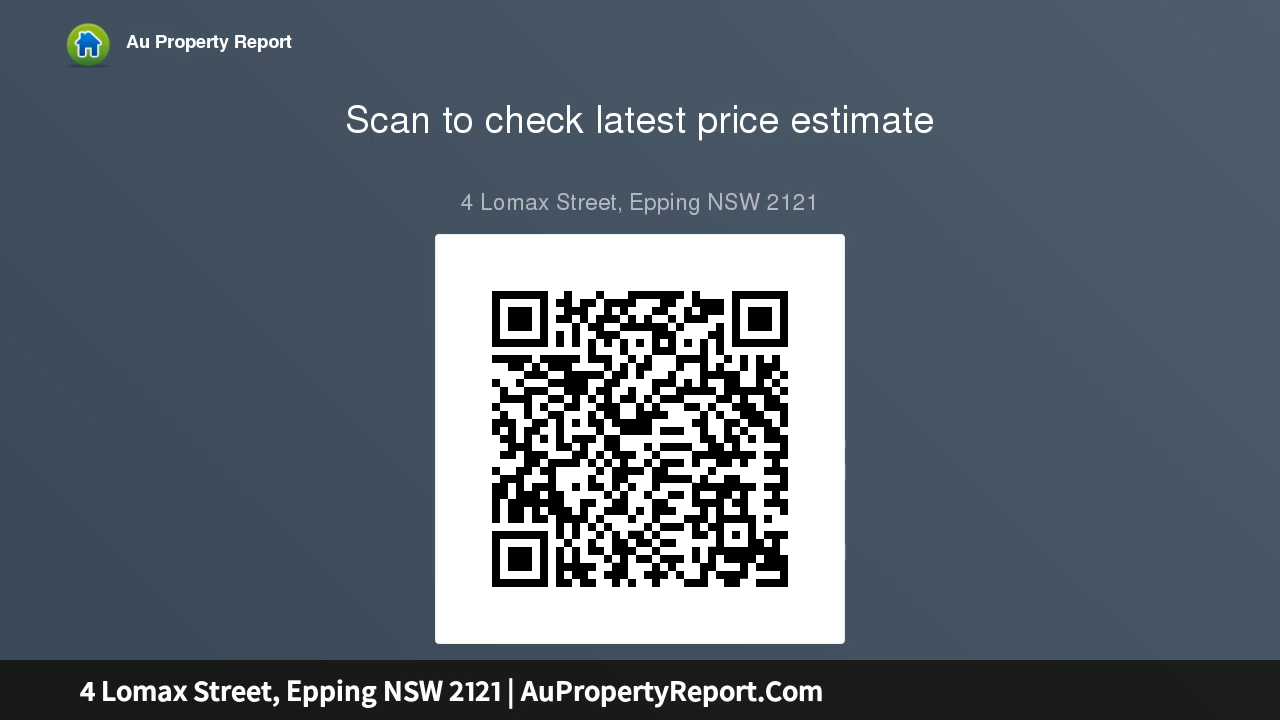 Au Property Report
Scan to check latest price estimate
4 Lomax Street, Epping NSW 2121
4 Lomax Street, Epping NSW 2121 | AuPropertyReport.Com